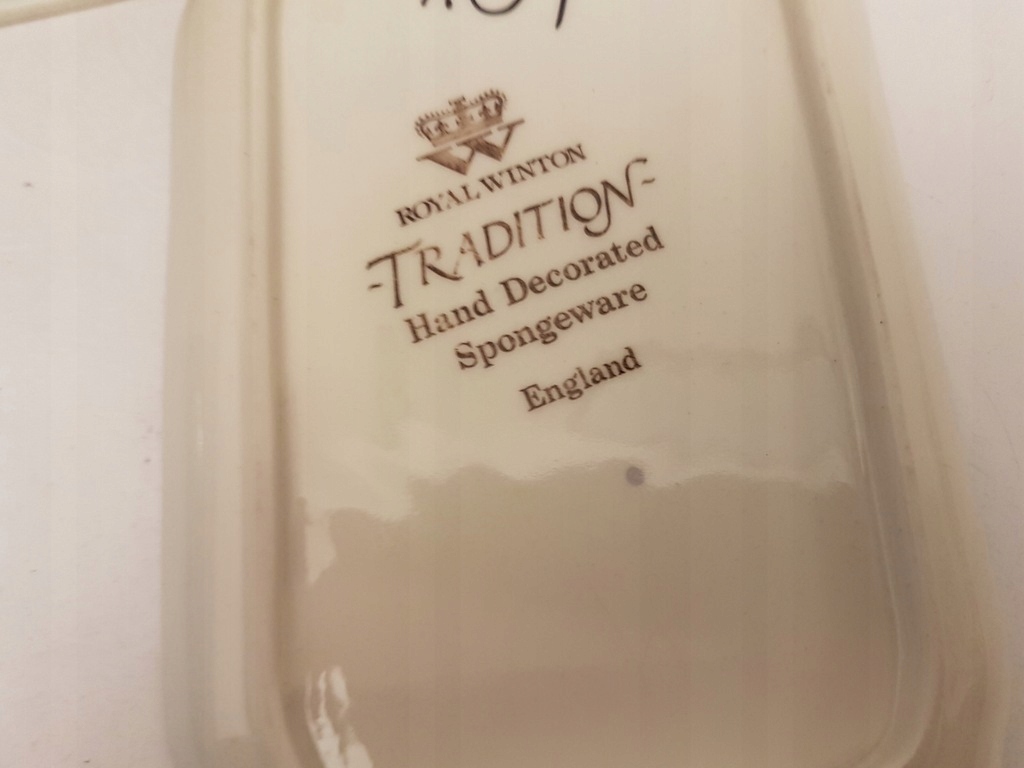 ROYAL WINTON
-TRADITION-
Hand Decorated
Spongeware
England